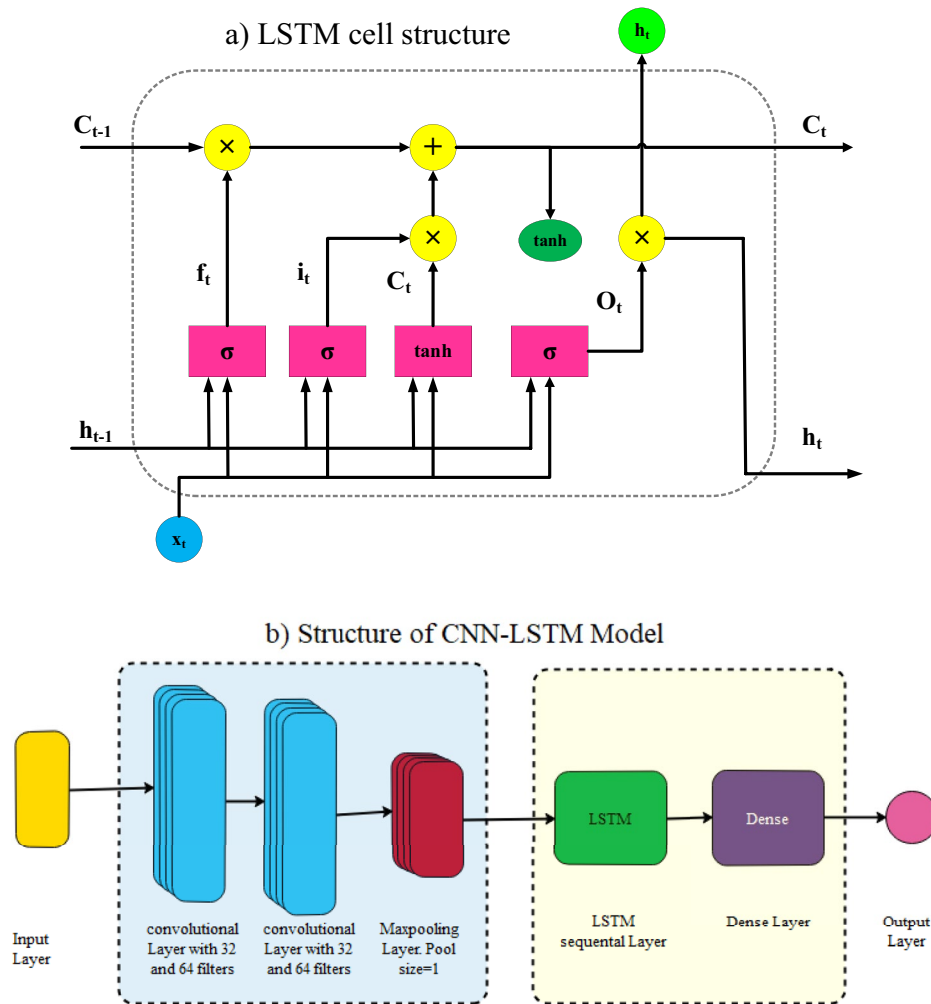 a) LSTM cell structure
hₜ
Cₜ₋₁
×
+
Cₜ
×
tanh
×
fₜ
iₜ
Cₜ
Oₜ
σ
σ
tanh
σ
hₜ₋₁
hₜ
xₜ
b) Structure of CNN-LSTM Model
LSTM
Dense
Input
Layer
convolutional
Layer with 32
and 64 filters
convolutional
Layer with 32
and 64 filters
Maxpooling
Layer. Pool
size=1
LSTM
sequental Layer
Dense Layer
Output
Layer